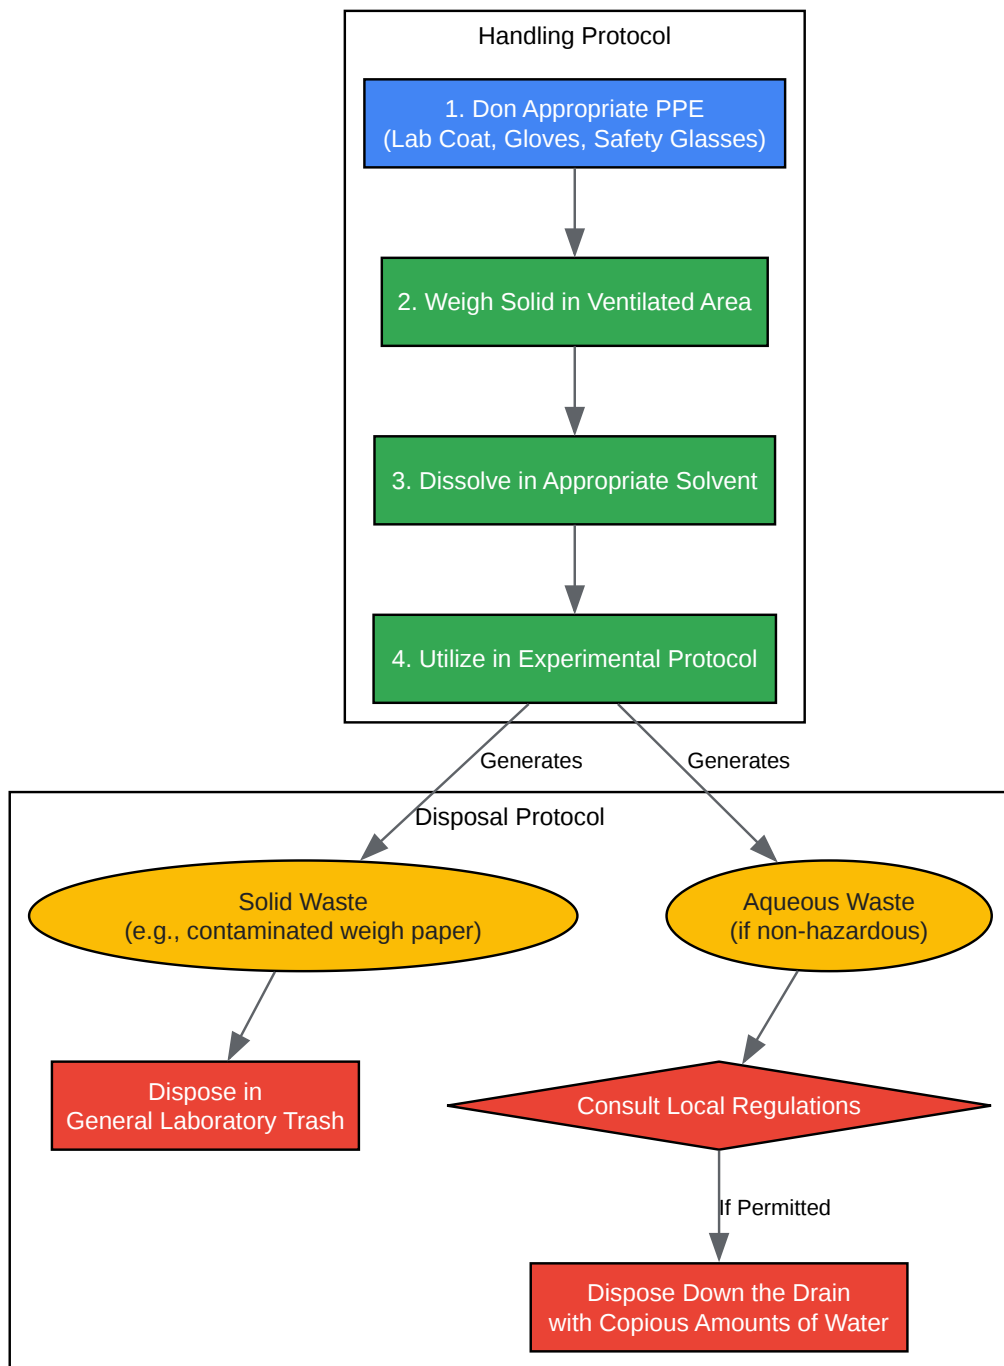 Handling Protocol
1. Don Appropriate PPE
(Lab Coat, Gloves, Safety Glasses)
2. Weigh Solid in Ventilated Area
3. Dissolve in Appropriate Solvent
4. Utilize in Experimental Protocol
Generates
Generates
Disposal Protocol
Solid Waste
(e.g., contaminated weigh paper)
Aqueous Waste
(if non-hazardous)
Dispose in
General Laboratory Trash
Consult Local Regulations
If Permitted
Dispose Down the Drain
with Copious Amounts of Water